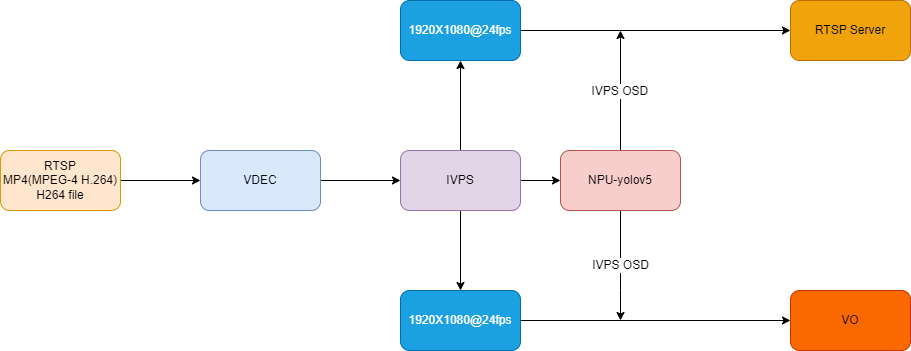 1920X1080@24fps
RTSP Server
IVPS OSD
RTSP
MP4(MPEG-4 H.264)
H264 file
VDEC
IVPS
NPU-yolov5
IVPS OSD
1920X1080@24fps
VO